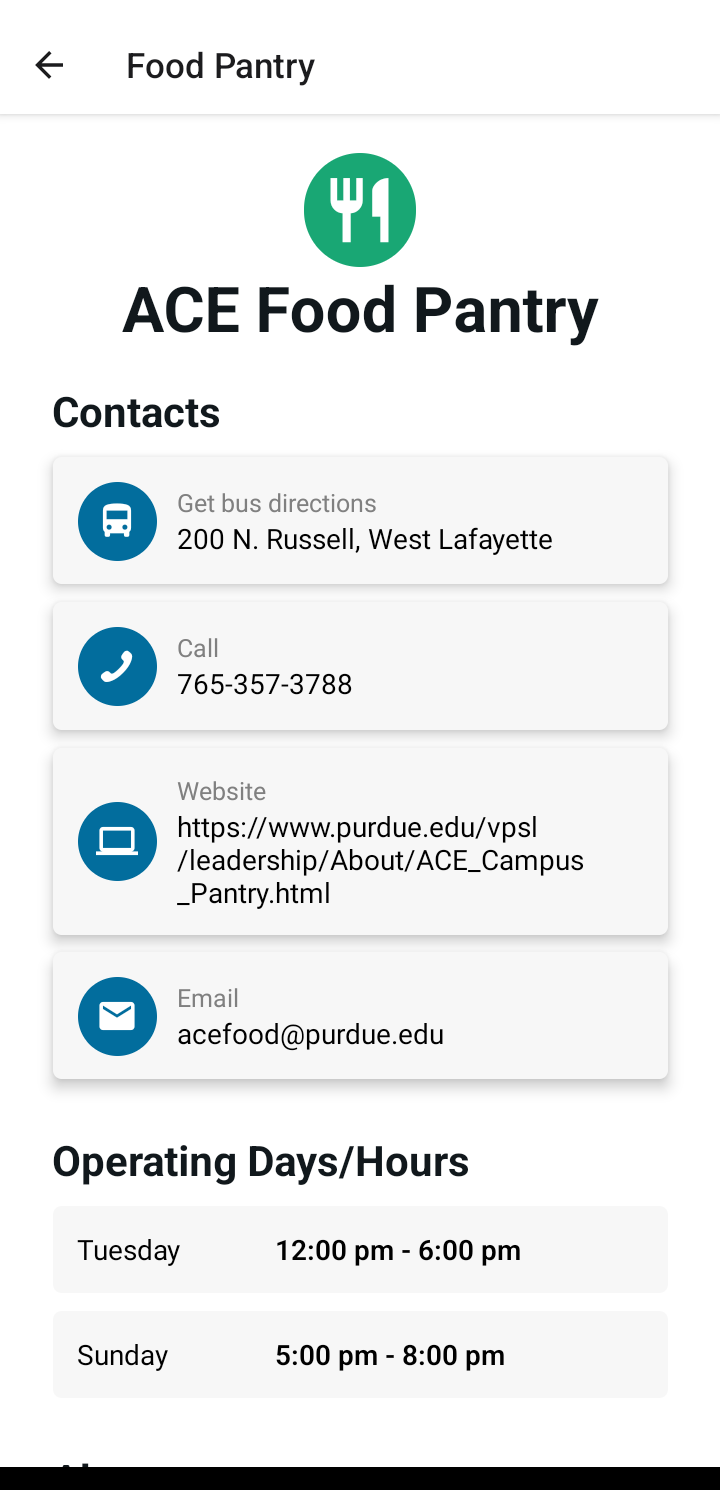 Food Pantry
ACE Food Pantry
Contacts
Get bus directions
200 N. Russell, West Lafayette
Call
765-357-3788
Website
https://www.purdue.edu/vpsl
/leadership/About/ACE_Campus
_Pantry.html
Email
acefood@purdue.edu
Operating Days/Hours
Tuesday 12:00 pm - 6:00 pm
Sunday 5:00 pm - 8:00 pm